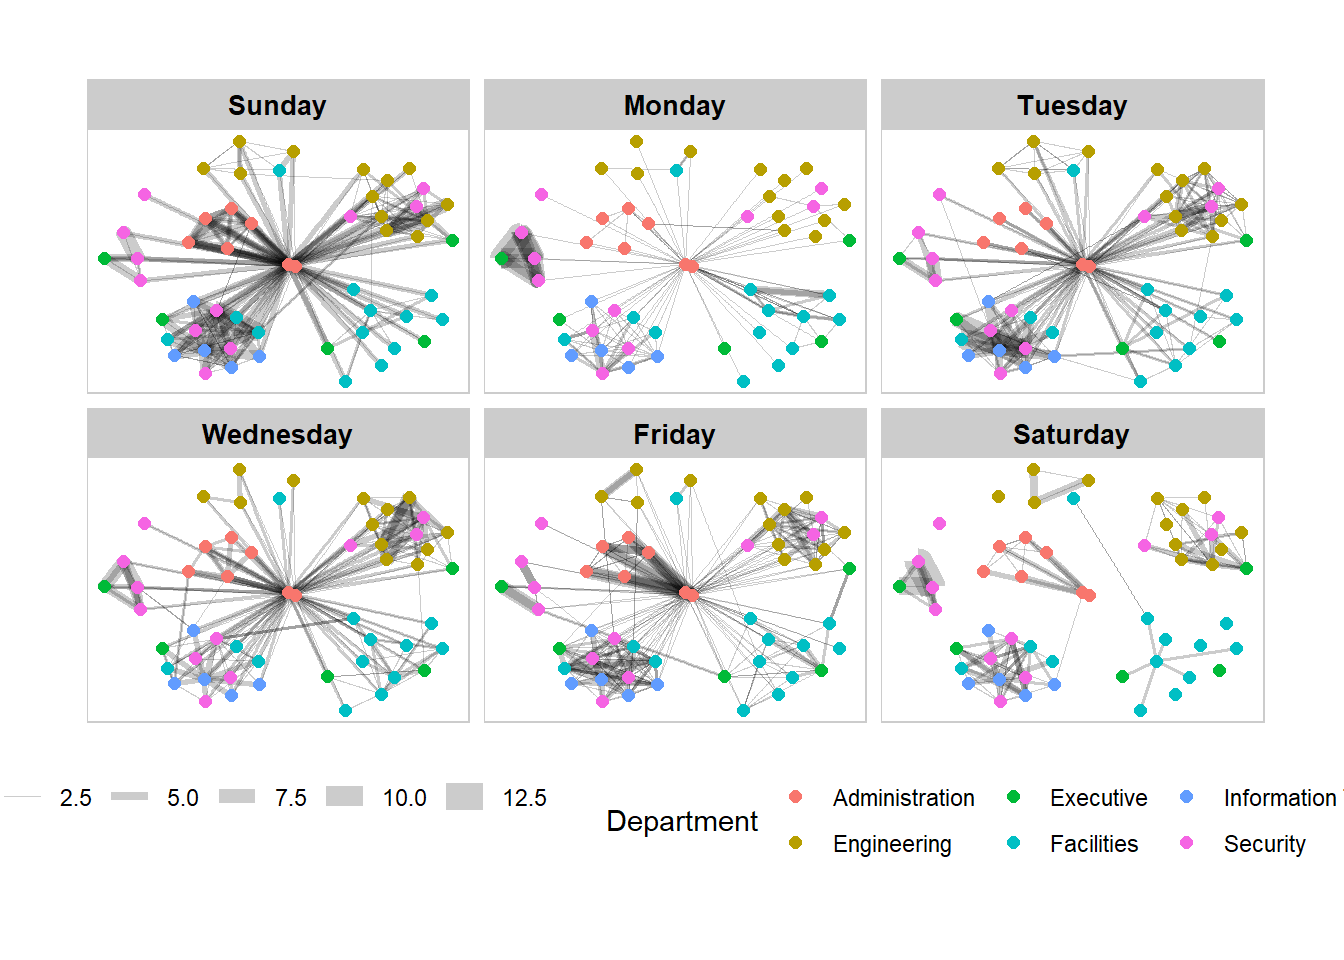 Sunday Monday Tuesday
Wednesday Friday Saturday
2.5 5.0 7.5 10.0 12.5
Department
Administration Executive Information
Engineering Facilities Security